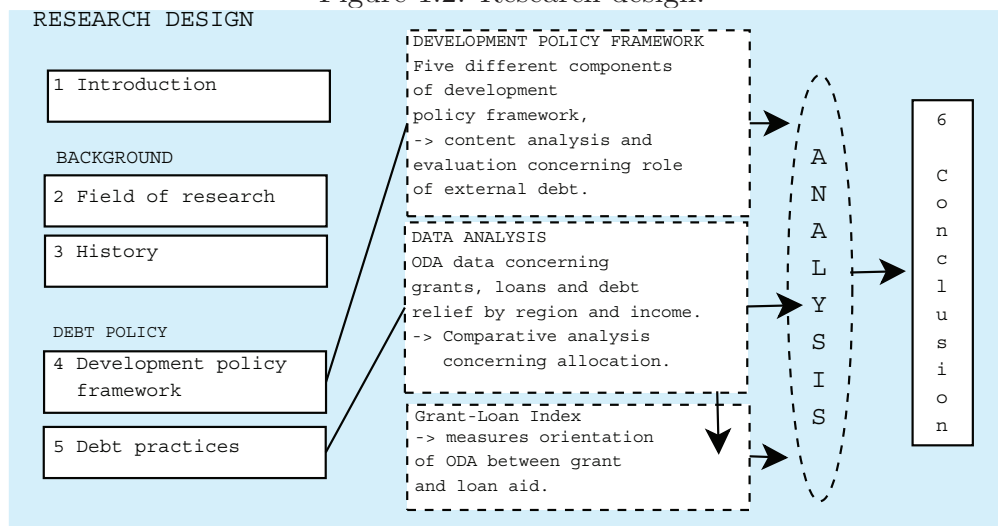 Figure 1.2: Research design.
RESEARCH DESIGN
1 Introduction
BACKGROUND
2 Field of research
3 History
DEBT POLICY
4 Development policy
framework
5 Debt practices
DEVELOPMENT POLICY FRAMEWORK
Five different components
of development
policy framework,
-> content analysis and
evaluation concerning role
of external debt.
DATA ANALYSIS
ODA data concerning
grants, loans and debt
relief by region and income.
-> Comparative analysis
concerning allocation.
Grant-Loan Index
-> measures orientation
of ODA between grant
and loan aid.
ANALYSIS
6 Conclusion